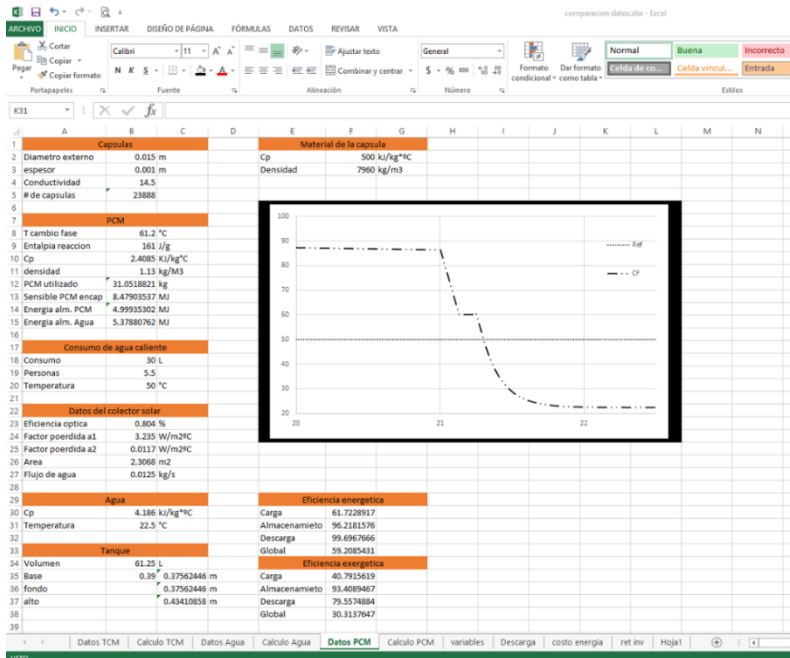 comparacion datos.xlsx - Excel
ARCHIVO INICIO INSERTAR DISEÑO DE PÁGINA FÓRMULAS DATOS REVISAR VISTA
Pegar
Cortar
Copiar
Copiar formato
Portapapeles
Calibri 11 A A
N K S A
Fuente
Ajustar texto
Combinar y centrar
Alineación
General
$ % 000
Número
Formato condicional
Dar formato como tabla
Normal Buena Incorrecto
Celda de co... Celda vincul... Entrada
Estilos
K31 fx
A B C D E F G H I J K L M N
1 Capsulas Material de la capsula
2 Diametro externo 0.015 m Cp 500 kJ/kg*ºC
3 espesor 0.001 m Densidad 7960 kg/m3
4 Conductividad 14.5
5 # de capsulas 23888
6
7 PCM
8 T cambio fase 61.2 °C
9 Entalpia reaccion 161 J/g
10 Cp 2.4085 KJ/kg°C
11 densidad 1.13 kg/M3
12 PCM utilizado 31.0518821 kg
13 Sensible PCM encap 8.47903537 MJ
14 Energia alm. PCM 4.99935302 MJ
15 Energia alm. Agua 5.37880762 MJ
16
17 Consumo de agua caliente
18 Consumo 30 L
19 Personas 5.5
20 Temperatura 50 °C
21
22 Datos del colector solar
23 Eficiencia optica 0.804 %
24 Factor poerdida a1 3.235 W/m2ºC
25 Factor poerdida a2 0.0117 W/m2ºC
26 Area 2.3068 m2
27 Flujo de agua 0.0125 kg/s
28
29 Agua Eficiencia energetica
30 Cp 4.186 kJ/kg*ºC Carga 61.7228917
31 Temperatura 22.5 °C Almacenamieto 96.2181576
32 Descarga 99.6967666
33 Tanque Global 59.2085431
34 Volumen 61.25 L Eficiencia exergetica
35 Base 0.39 0.37562446 m Carga 40.7915619
36 fondo 0.37562446 m Almacenamieto 93.4089467
37 alto 0.43410858 m Descarga 79.5574884
38 Global 30.3137647
39
100
90
80
70
60
50
40
30
20
20 21 22
Ref
CF
Datos TCM Calculo TCM Datos Agua Calculo Agua Datos PCM Calculo PCM variables Descarga costo energia ret inv Hoja1